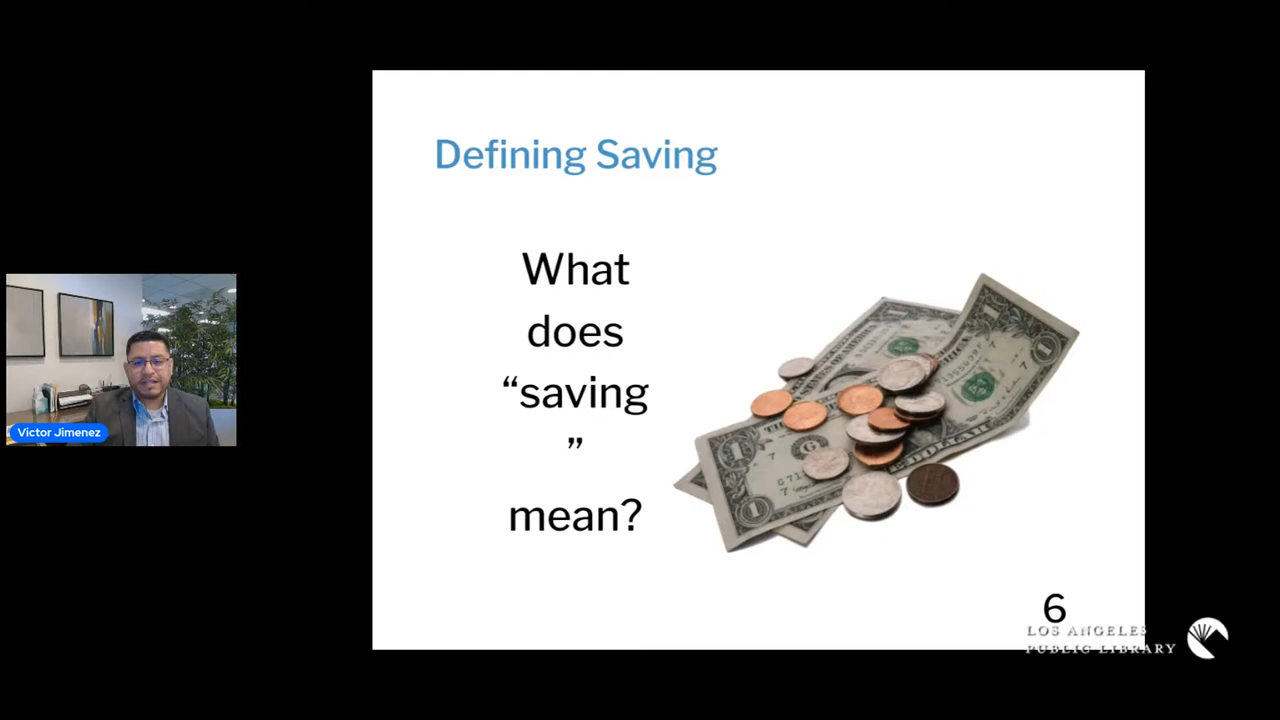 Defining Saving
What
does
“saving
”
mean?
6
LOS ANGELES
PUBLIC LIBRARY
Victor Jimenez